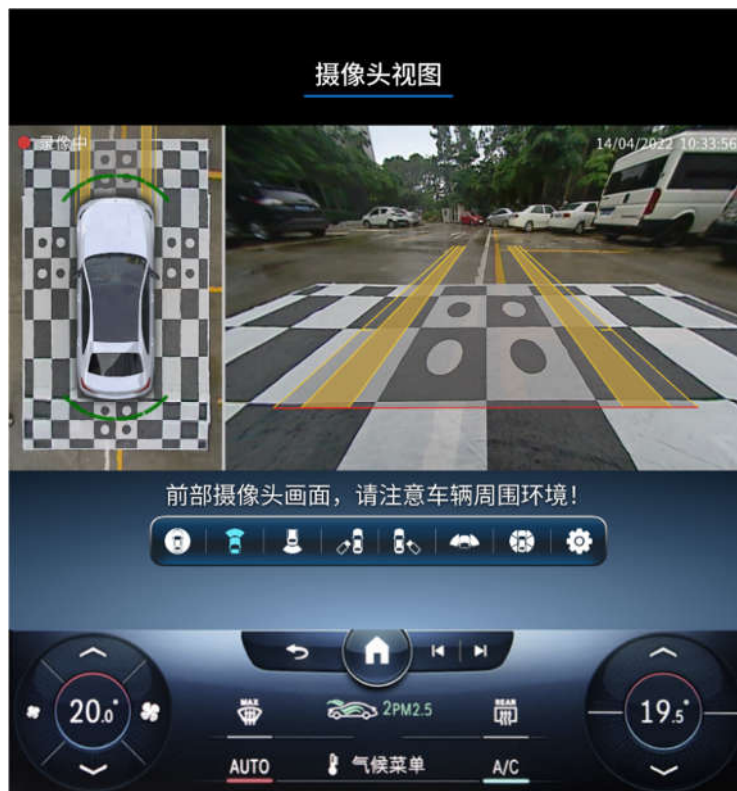 摄像头视图
录像中
14/04/2022 10:33:56
前部摄像头画面，请注意车辆周围环境！
20.0°
MAX
2PM2.5
REAR
19.5°
AUTO
气候菜单
A/C